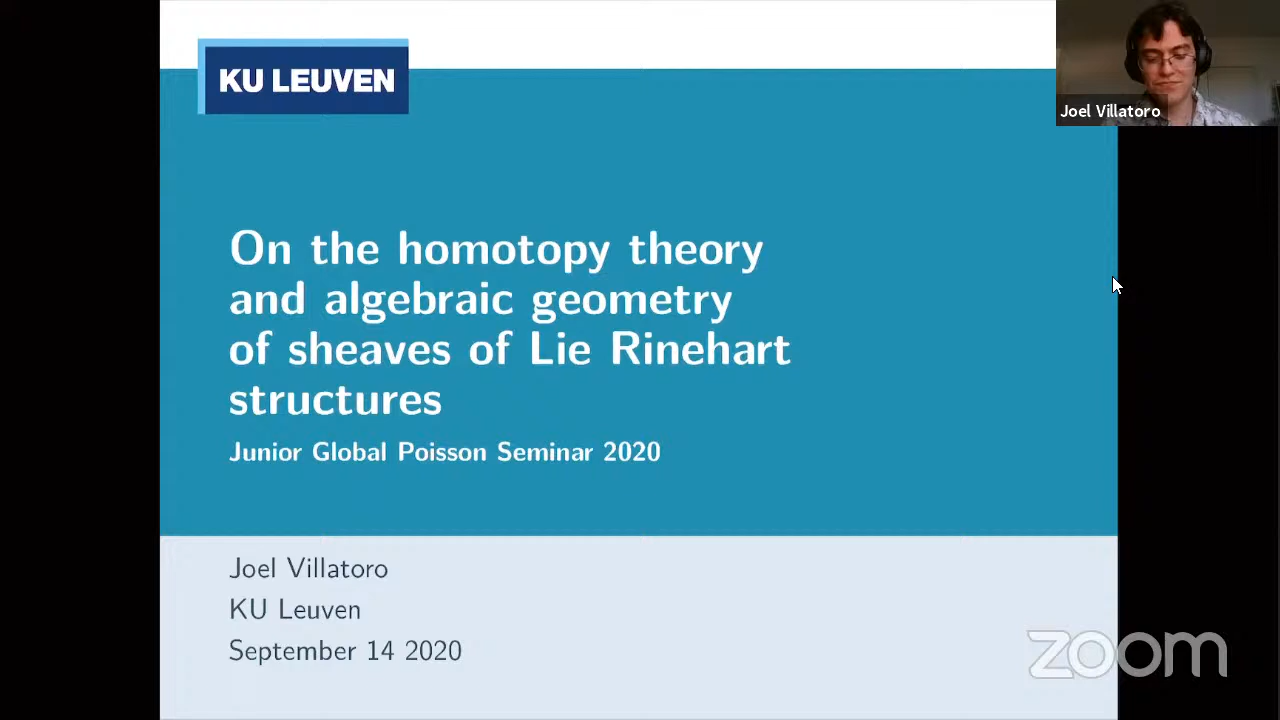 KU LEUVEN
Joel Villatoro
On the homotopy theory
and algebraic geometry
of sheaves of Lie Rinehart
structures
Junior Global Poisson Seminar 2020
Joel Villatoro
KU Leuven
September 14 2020
zoom